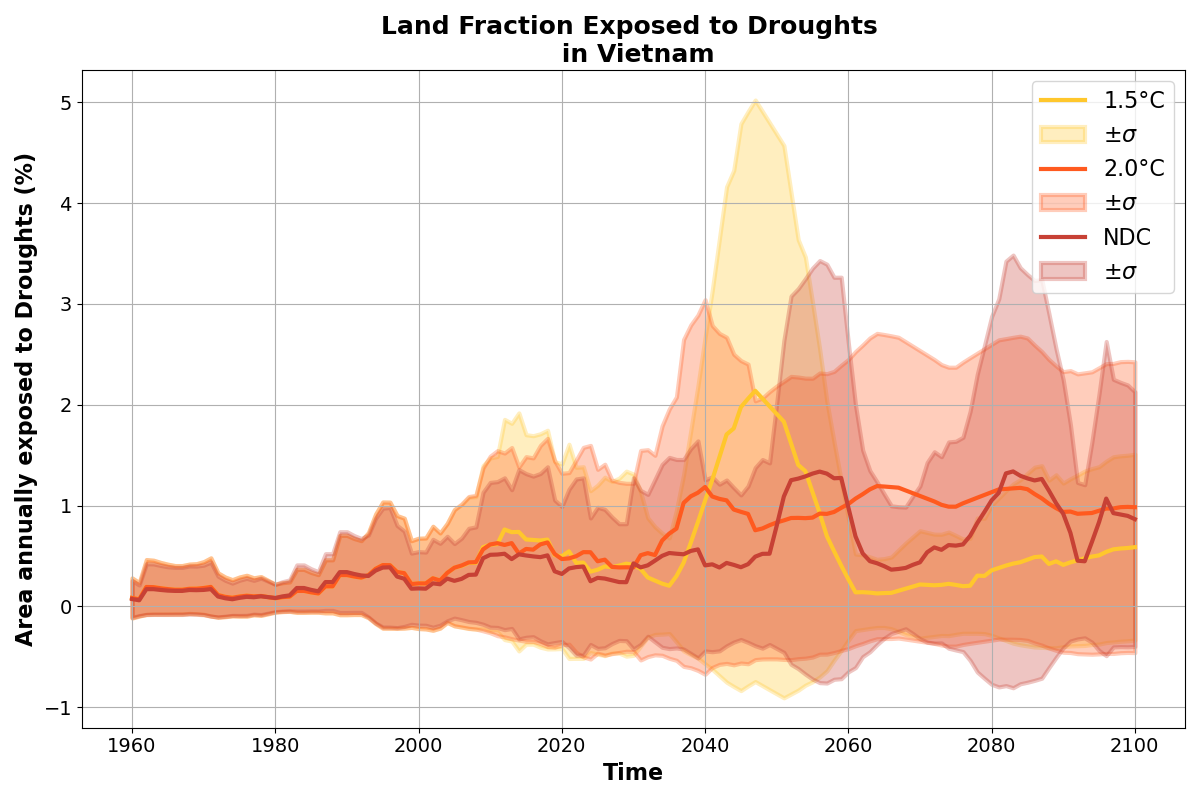 Land Fraction Exposed to Droughts
in Vietnam
Area annually exposed to Droughts (%)
5
4
3
2
1
0
−1
1960 1980 2000 2020 2040 2060 2080 2100
Time
1.5°C
±σ
2.0°C
±σ
NDC
±σ